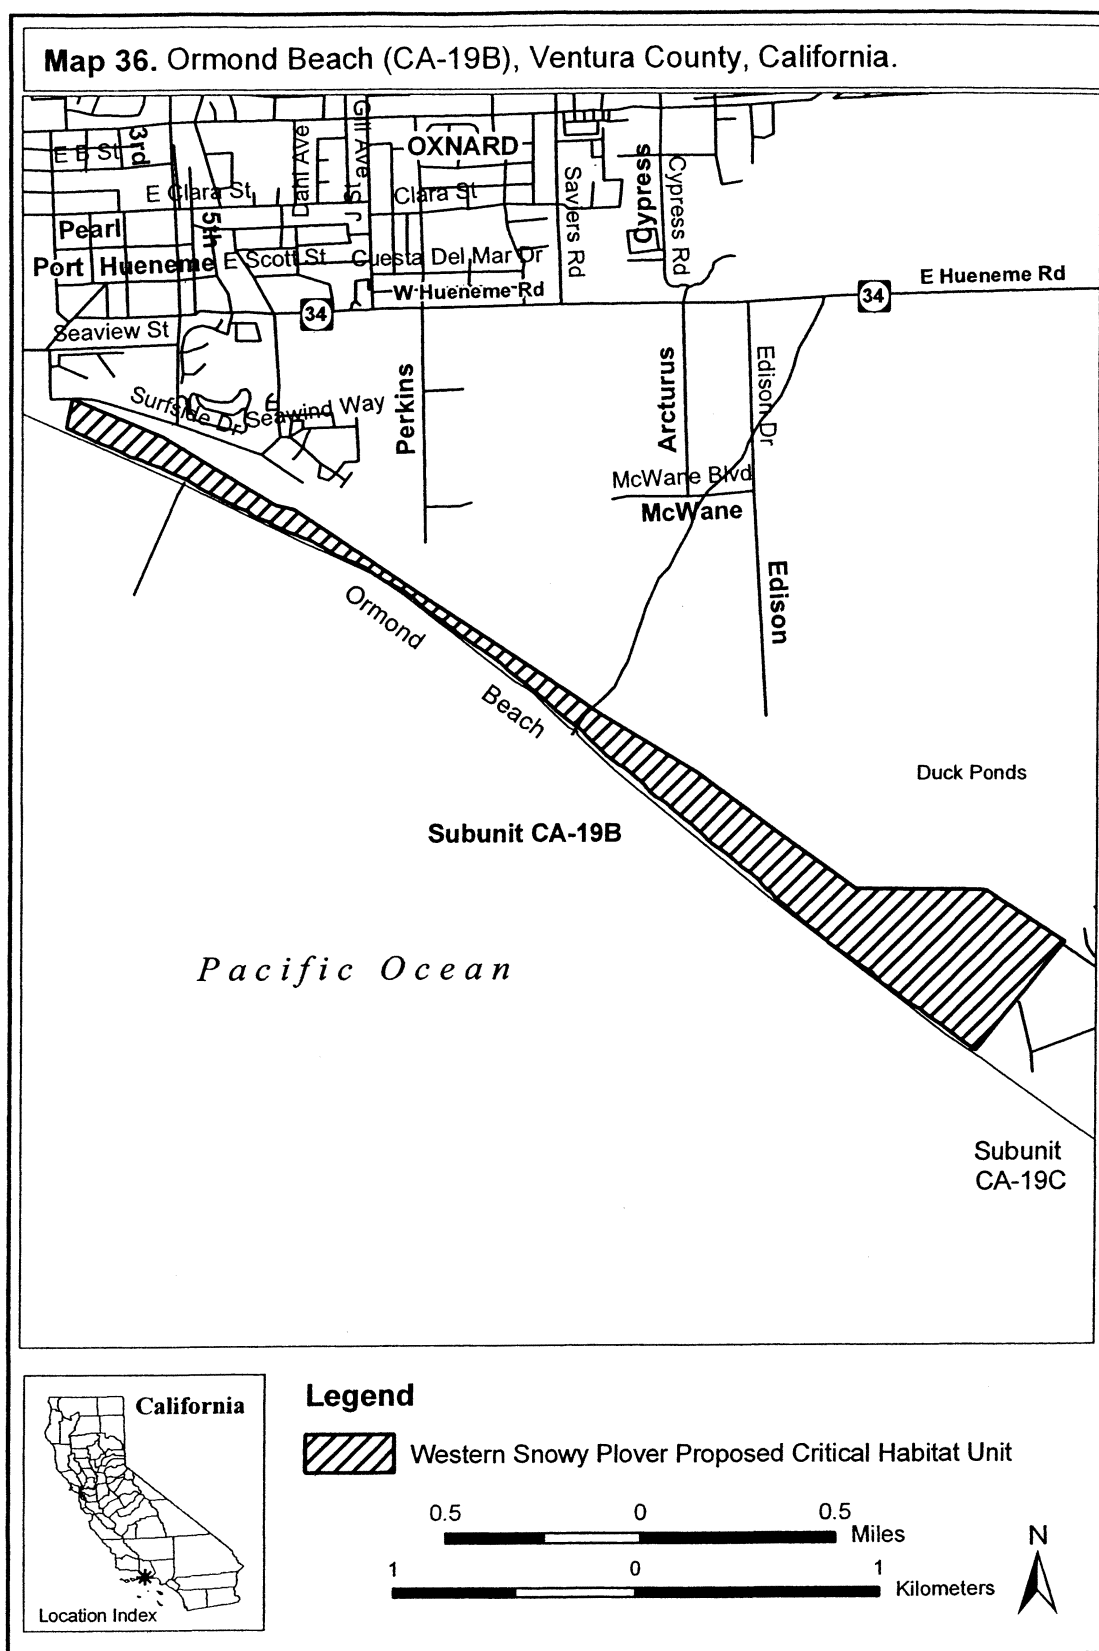 Map 36. Ormond Beach (CA-19B), Ventura County, California.
OXNARD
E B St
3rd
Dahl Ave
Gill Ave
J St
E Clara St
Clara St
Saviers Rd
Cypress
Cypress Rd
Pearl
5th
Port Hueneme
E Scott St
Cuesta Del Mar Dr
W Hueneme Rd
E Hueneme Rd
34
34
Seaview St
Surfside Dr
Seawind Way
Perkins
Arcturus
Edison Dr
McWane Blvd
McWane
Edison
Ormond
Beach
Duck Ponds
Subunit CA-19B
Pacific Ocean
Subunit
CA-19C
California
Location Index
Legend
Western Snowy Plover Proposed Critical Habitat Unit
0.5 0 0.5
Miles
1 0 1
Kilometers
N